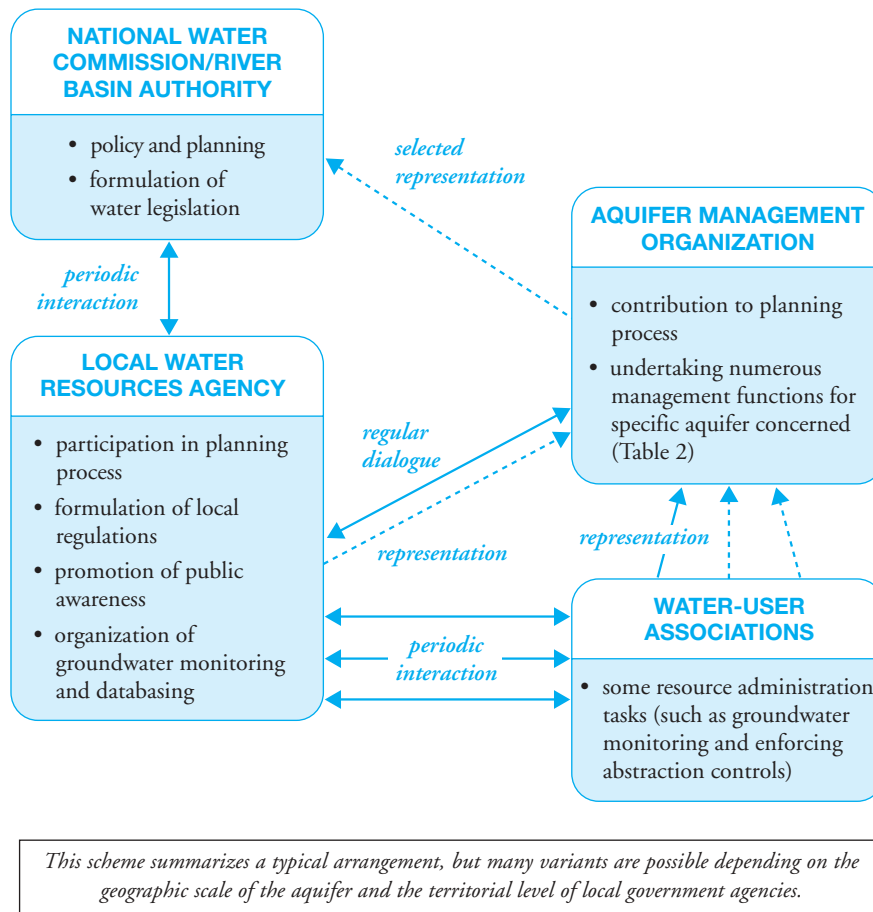 NATIONAL WATER
COMMISSION/RIVER
BASIN AUTHORITY
• policy and planning
• formulation of
water legislation
selected
representation
AQUIFER MANAGEMENT
ORGANIZATION
• contribution to planning
process
• undertaking numerous
management functions for
specific aquifer concerned
(Table 2)
periodic
interaction
LOCAL WATER
RESOURCES AGENCY
• participation in planning
process
• formulation of local
regulations
• promotion of public
awareness
• organization of
groundwater monitoring
and databasing
regular
dialogue
representation
representation
periodic
interaction
WATER-USER
ASSOCIATIONS
• some resource administration
tasks (such as groundwater
monitoring and enforcing
abstraction controls)
This scheme summarizes a typical arrangement, but many variants are possible depending on the
geographic scale of the aquifer and the territorial level of local government agencies.